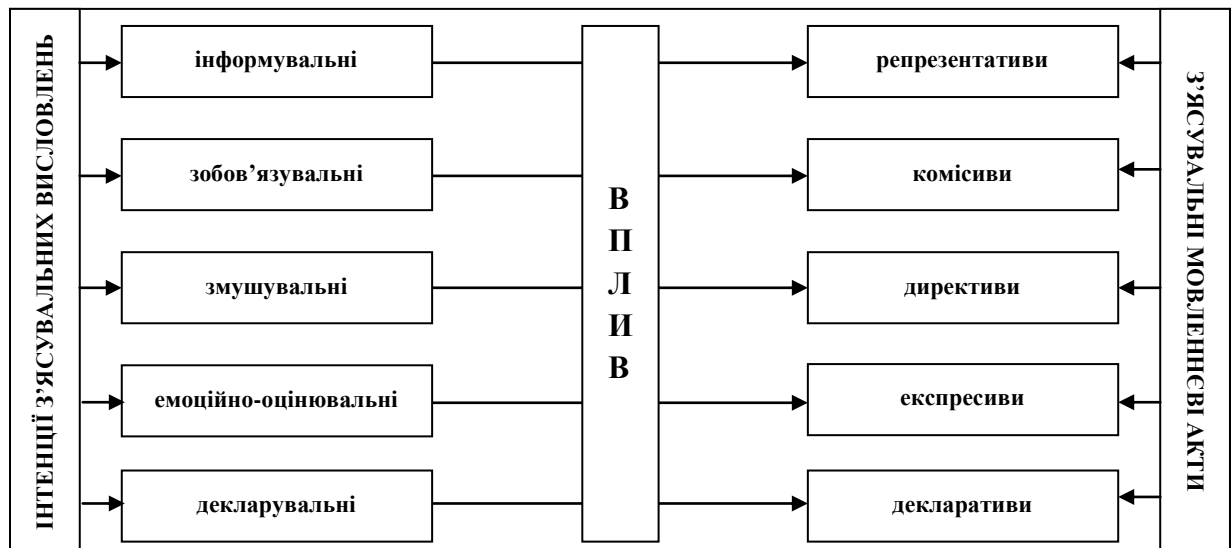 ІНТЕНЦІЇ З’ЯСУВАЛЬНИХ ВИСЛОВЛЕНЬ
інформувальні
зобов’язувальні
змушувальні
емоційно-оцінювальні
декларувальні
ВПЛИВ
репрезентативи
комісиви
директиви
експресиви
декларативи
З’ЯСУВАЛЬНІ МОВЛЕННЄВІ АКТИ